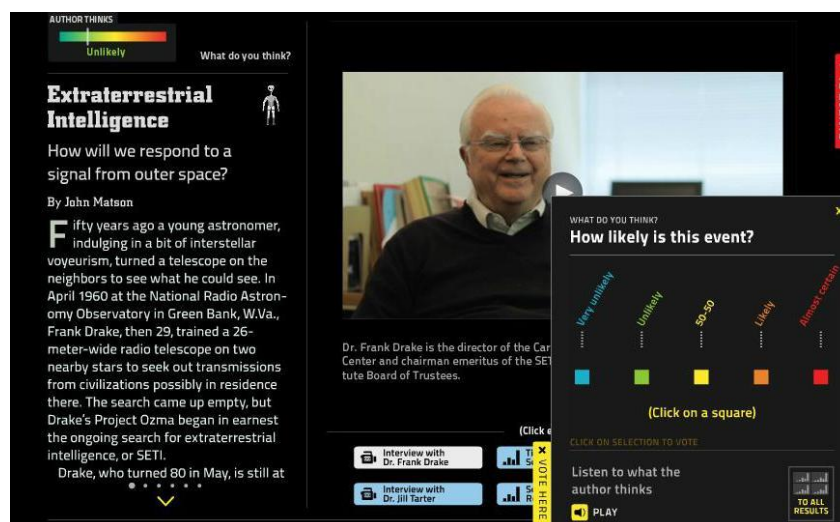 AUTHOR THINKS
Unlikely
What do you think?
Extraterrestrial
Intelligence
How will we respond to a
signal from outer space?
By John Matson
Fifty years ago a young astronomer,
indulging in a bit of interstellar
voyeurism, turned a telescope on the
neighbors to see what he could see. In
April 1960 at the National Radio Astron-
omy Observatory in Green Bank, W.Va.,
Frank Drake, then 29, trained a 26-
meter-wide radio telescope on two
nearby stars to seek out transmissions
from civilizations possibly in residence
there. The search came up empty, but
Drake's Project Ozma began in earnest
the ongoing search for extraterrestrial
intelligence, or SETI.
Drake, who turned 80 in May, is still at
Dr. Frank Drake is the director of the Car
Center and chairman emeritus of the SET
tute Board of Trustees.
(Click e
Interview with
Dr. Frank Drake
Interview with
Dr. Jill Tarter
X VOTE HERE
WHAT DO YOU THINK?
How likely is this event?
Very unlikely
Unlikely
50-50
Likely
Almost certain
(Click on a square)
CLICK ON SELECTION TO VOTE
Listen to what the
author thinks
PLAY
TO ALL
RESULTS